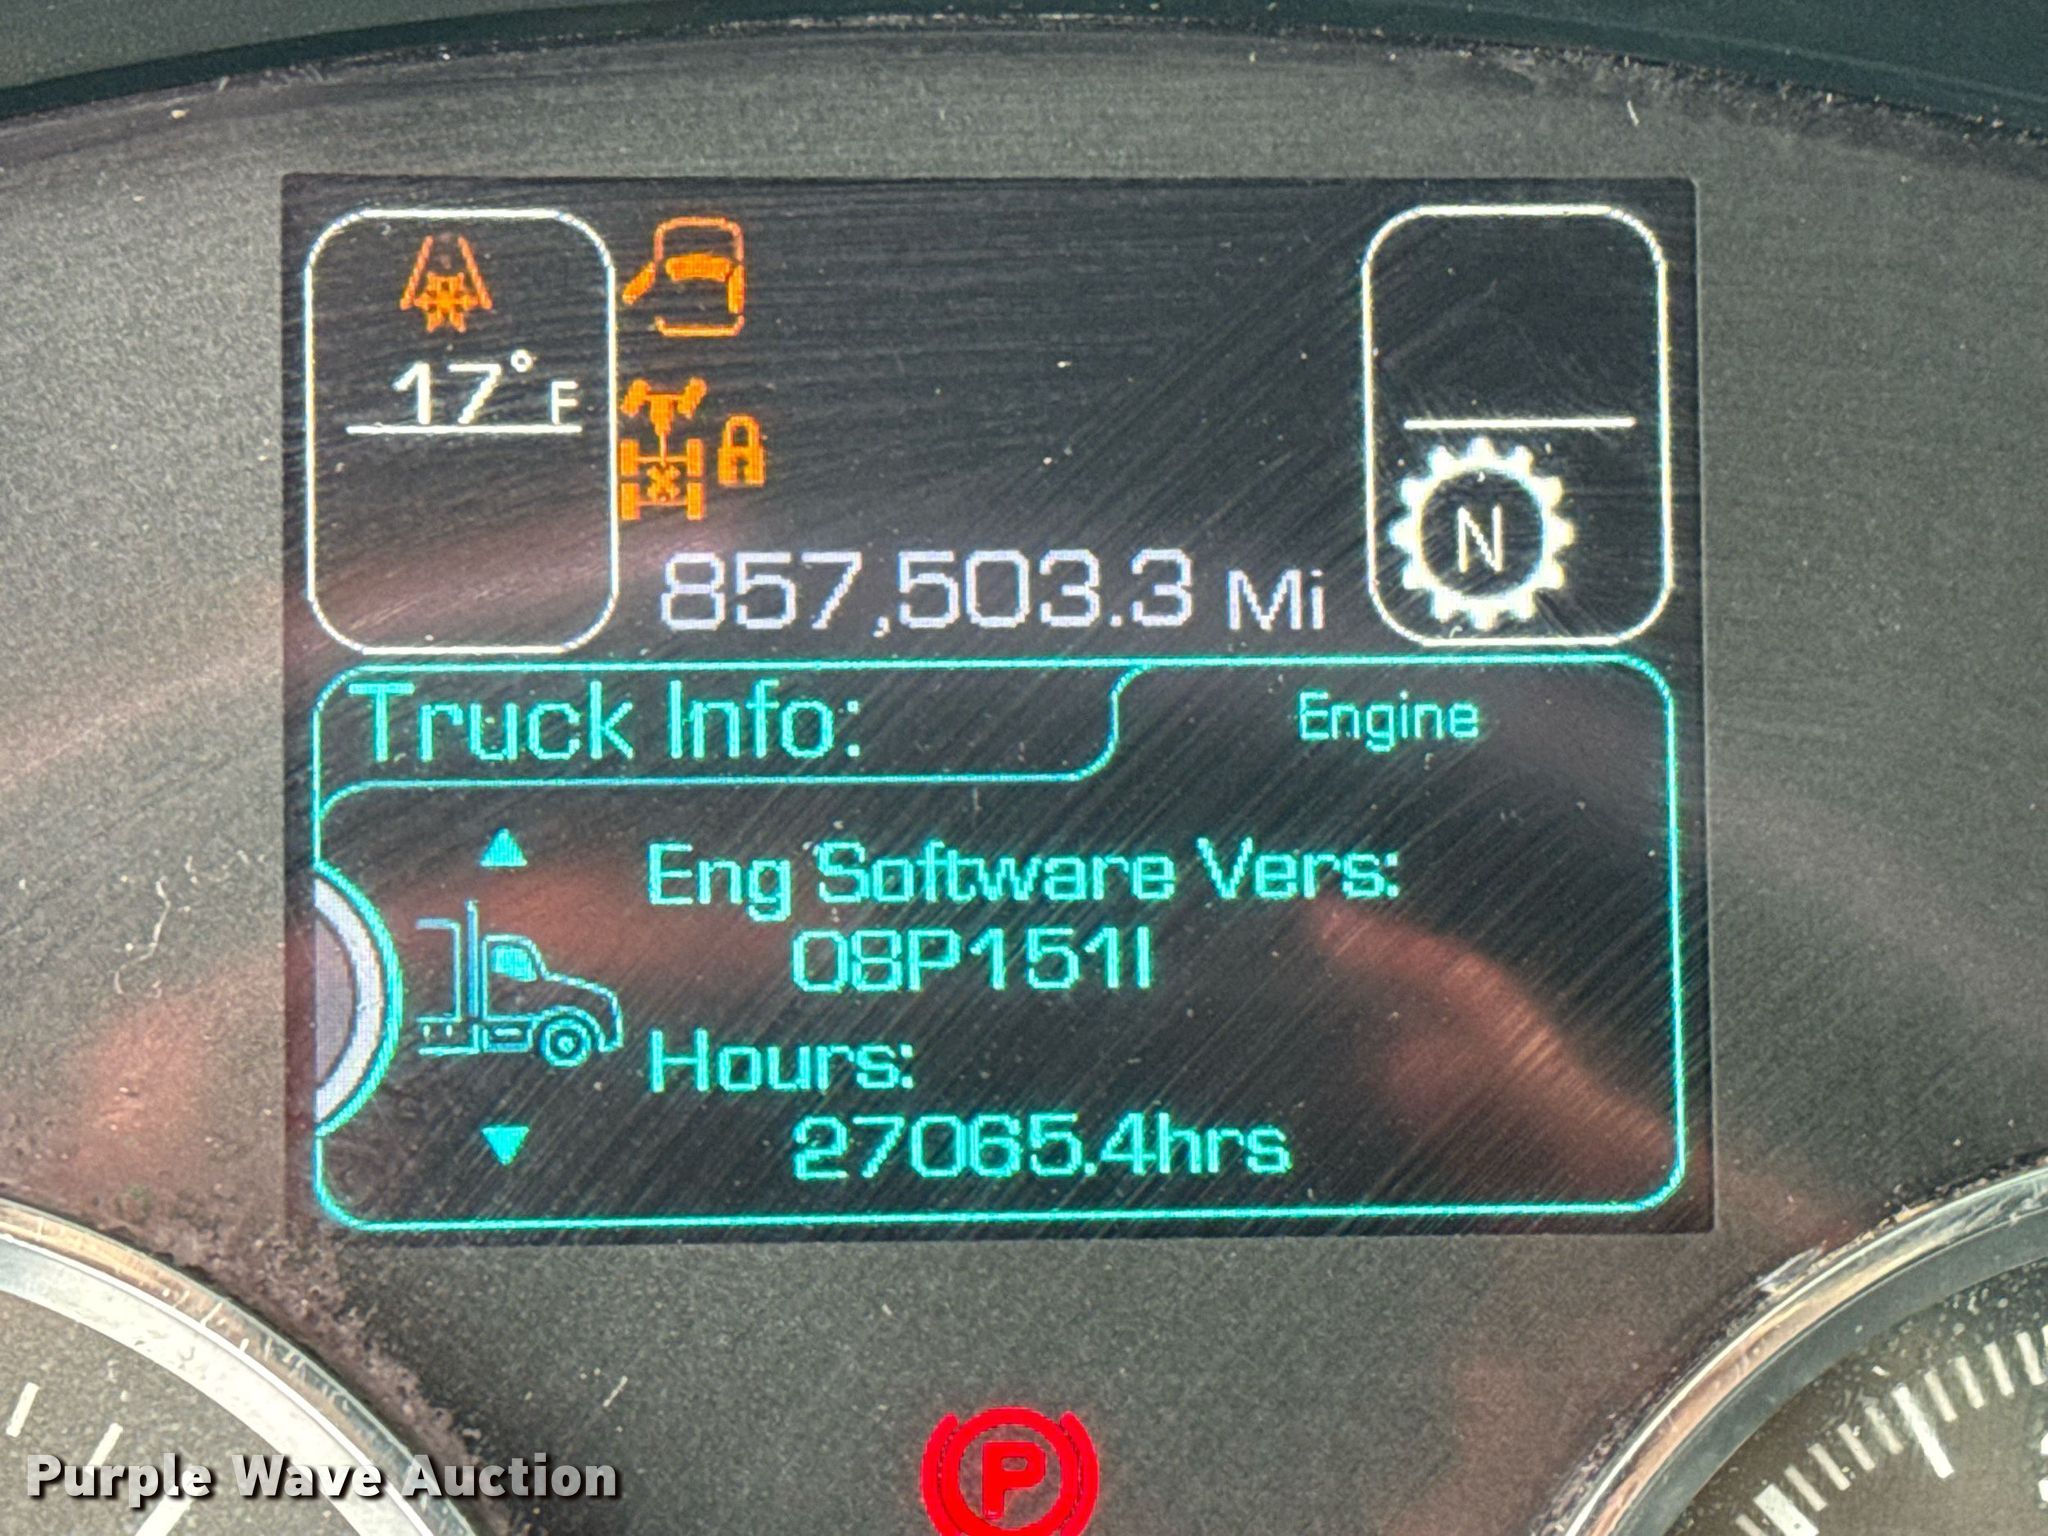 17°F
857,503.3 Mi
N
Truck Info:
Engine
Eng Software Vers:
08P151I
Hours:
27065.4hrs
P
Purple Wave Auction